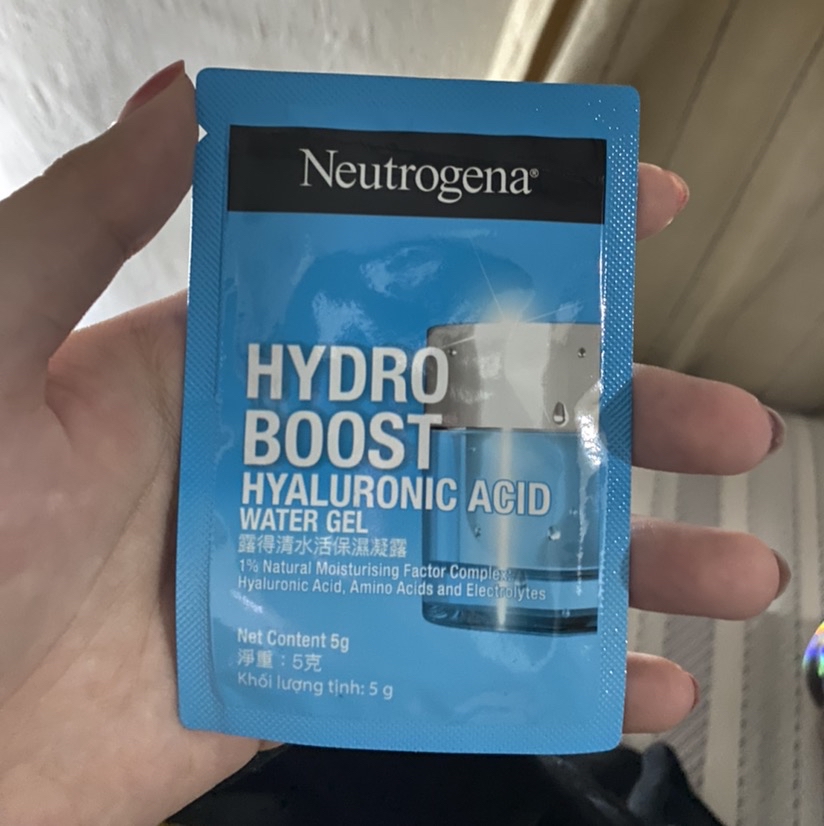 Neutrogena®
HYDRO
BOOST
HYALURONIC ACID
WATER GEL
露得清水活保濕凝露
1% Natural Moisturising Factor Complex:
Hyaluronic Acid, Amino Acids and Electrolytes
Net Content 5g
淨重：5克
Khối lượng tịnh: 5 g